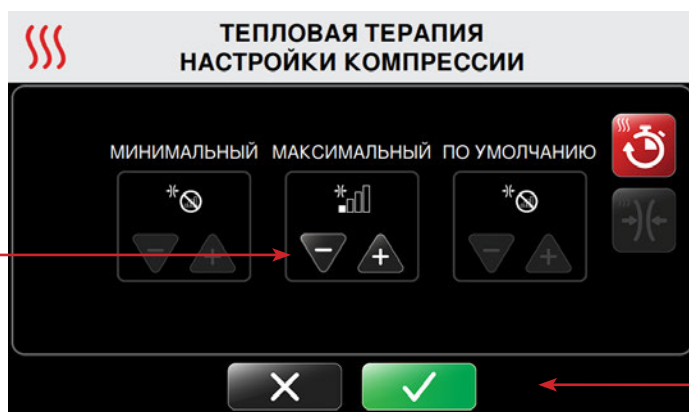 ТЕПЛОВАЯ ТЕРАПИЯ
НАСТРОЙКИ КОМПРЕССИИ
МИНИМАЛЬНЫЙ МАКСИМАЛЬНЫЙ ПО УМОЛЧАНИЮ